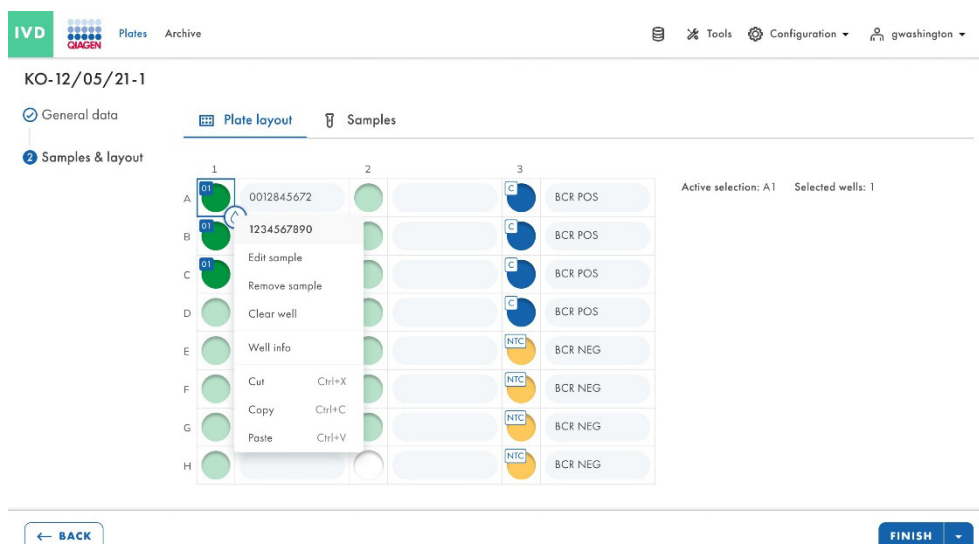 IVD QIAGEN Plates Archive Tools Configuration gwashington
KO-12/05/21-1
General data
2 Samples & layout
Plate layout Samples
1 2 3
Active selection: A1 Selected wells: 1
A 01 0012845672 C BCR POS
B 01 C BCR POS
C 01 C BCR POS
D C BCR POS
E NTC BCR NEG
F NTC BCR NEG
G NTC BCR NEG
H NTC BCR NEG
1234567890
Edit sample
Remove sample
Clear well
Well info
Cut Ctrl+X
Copy Ctrl+C
Paste Ctrl+V
← BACK
FINISH